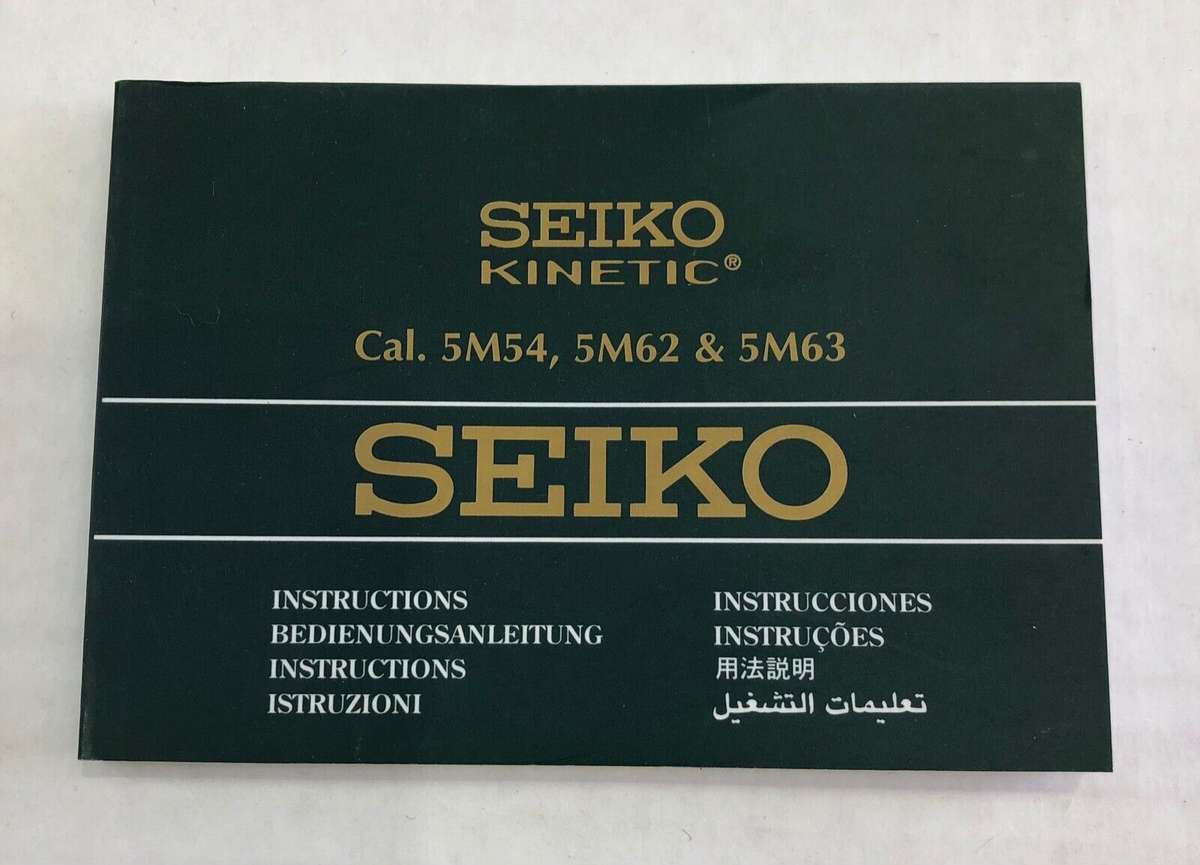 SEIKO
KINETIC®
Cal. 5M54, 5M62 & 5M63
SEIKO
INSTRUCTIONS
BEDIENUNGSANLEITUNG
INSTRUCTIONS
ISTRUZIONI
INSTRUCCIONES
INSTRUÇÕES
用法説明
تعليمات التشغيل